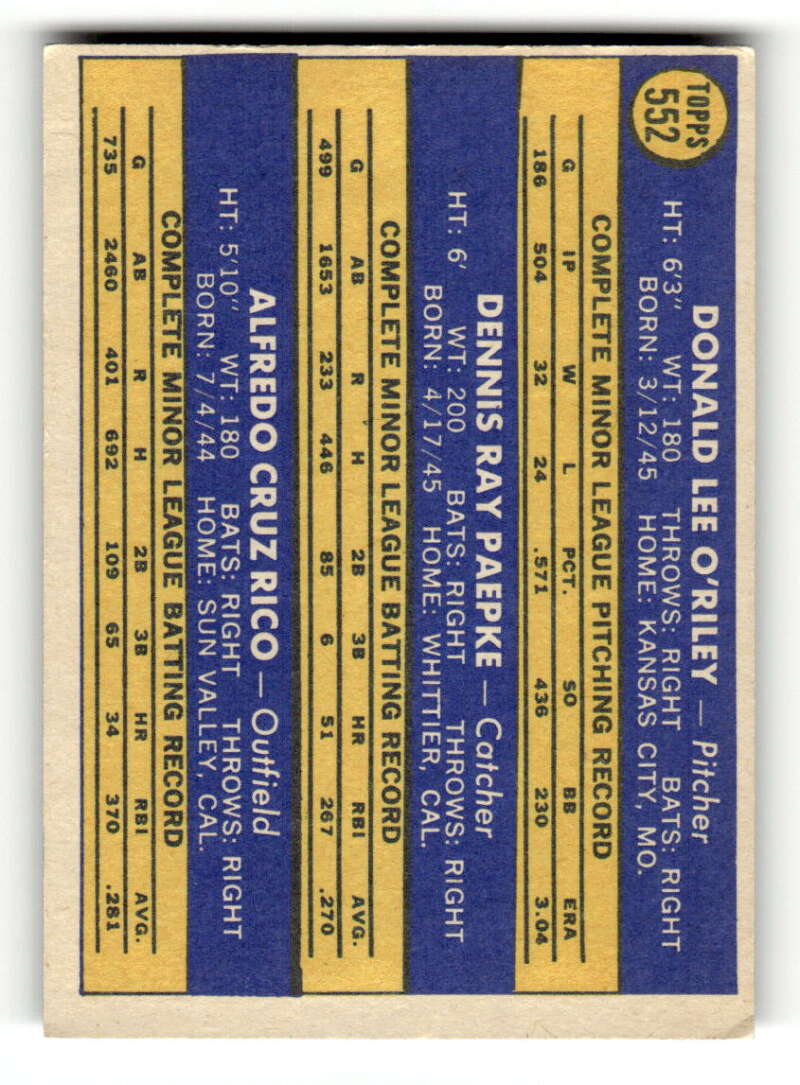 TOPPS
552
DONALD LEE O'RILEY — Pitcher
HT: 6'3" WT: 180 THROWS: RIGHT BATS: RIGHT
BORN: 3/12/45 HOME: KANSAS CITY, MO.
COMPLETE MINOR LEAGUE PITCHING RECORD
G IP W L PCT. SO BB ERA
186 504 32 24 .571 436 230 3.04
DENNIS RAY PAEPKE — Catcher
HT: 6' WT: 200 BATS: RIGHT THROWS: RIGHT
BORN: 4/17/45 HOME: WHITTIER, CAL.
COMPLETE MINOR LEAGUE BATTING RECORD
G AB R H 2B 3B HR RBI AVG.
499 1653 233 446 85 6 51 267 .270
ALFREDO CRUZ RICO — Outfield
HT: 5'10" WT: 180 BATS: RIGHT THROWS: RIGHT
BORN: 7/4/44 HOME: SUN VALLEY, CAL.
COMPLETE MINOR LEAGUE BATTING RECORD
G AB R H 2B 3B HR RBI AVG.
735 2460 401 692 109 65 34 370 .281